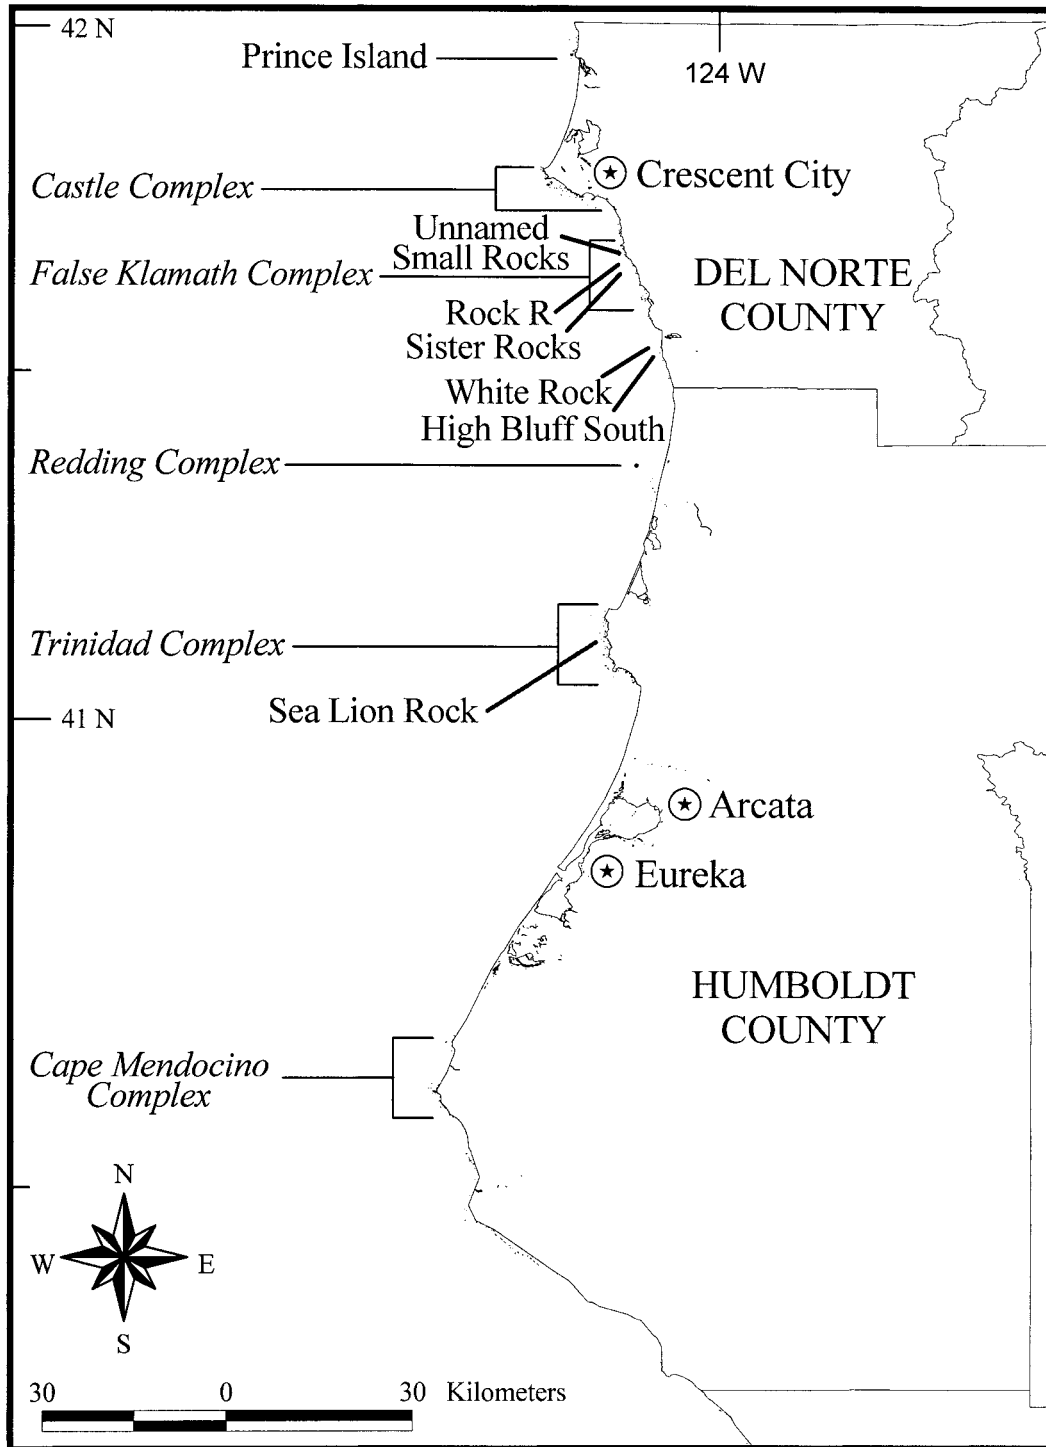 42 N
Prince Island
124 W
Castle Complex
Crescent City
Unnamed
Small Rocks
False Klamath Complex
DEL NORTE
COUNTY
Rock R
Sister Rocks
White Rock
High Bluff South
Redding Complex
Trinidad Complex
Sea Lion Rock
41 N
Arcata
Eureka
HUMBOLDT
COUNTY
Cape Mendocino
Complex
N
W E
S
30 0 30 Kilometers